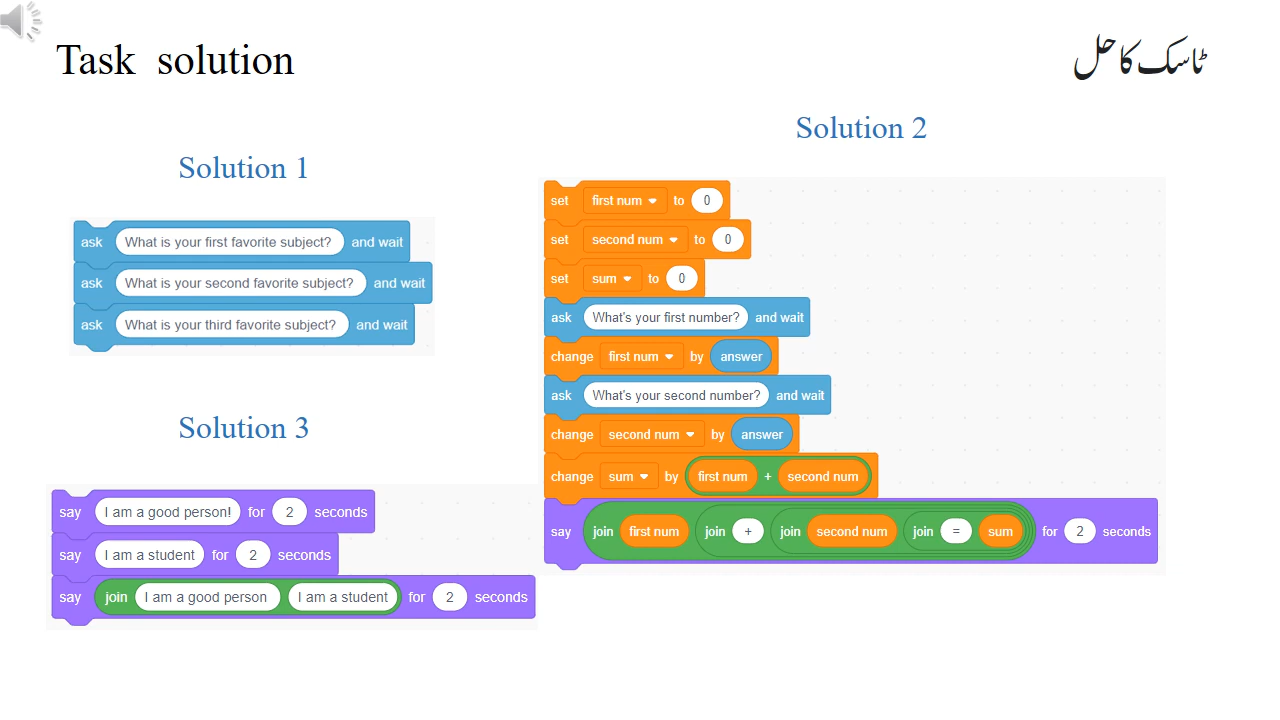 Task solution
ٹاسک کا حل
Solution 1
ask What is your first favorite subject? and wait
ask What is your second favorite subject? and wait
ask What is your third favorite subject? and wait
Solution 2
set first num to 0
set second num to 0
set sum to 0
ask What's your first number? and wait
change first num by answer
ask What's your second number? and wait
change second num by answer
change sum by first num + second num
say join first num join + join second num join = sum for 2 seconds
Solution 3
say I am a good person! for 2 seconds
say I am a student for 2 seconds
say join I am a good person I am a student for 2 seconds